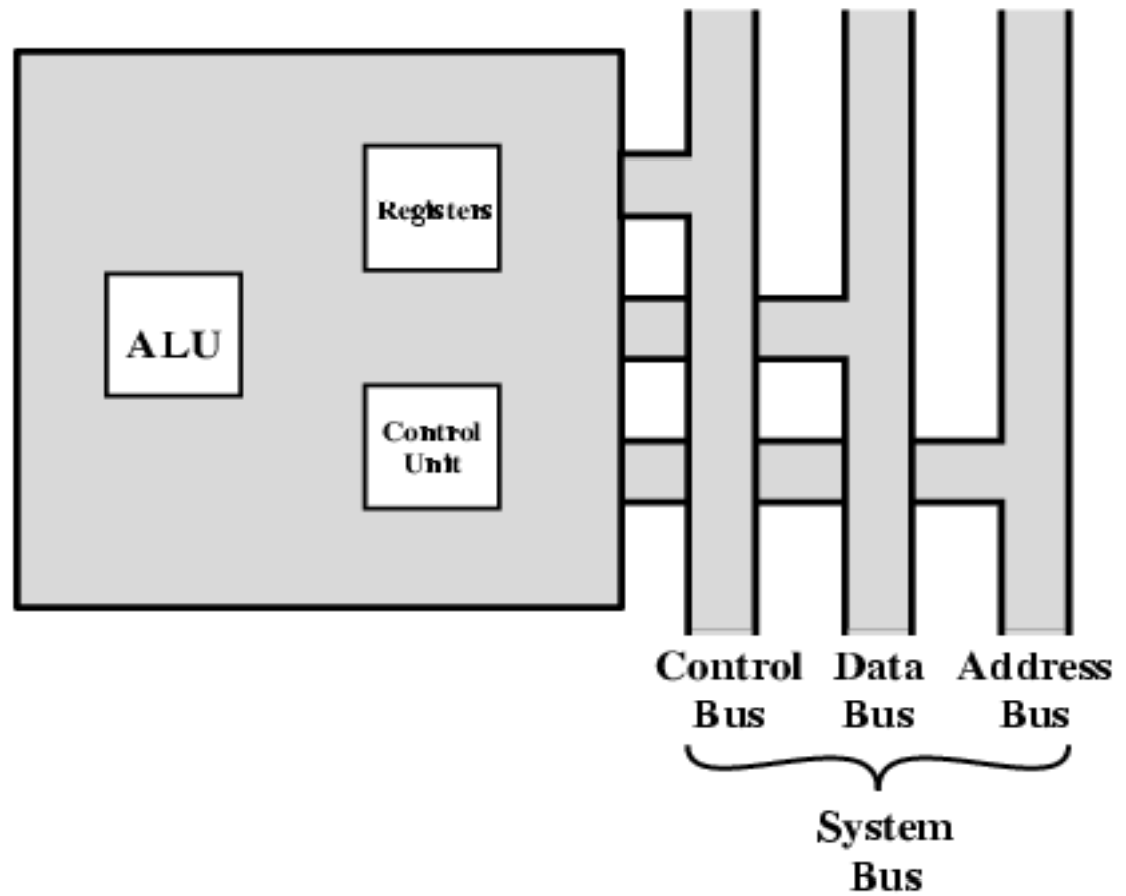 Registers
ALU
Control
Unit
Control Data Address
Bus Bus Bus
System
Bus